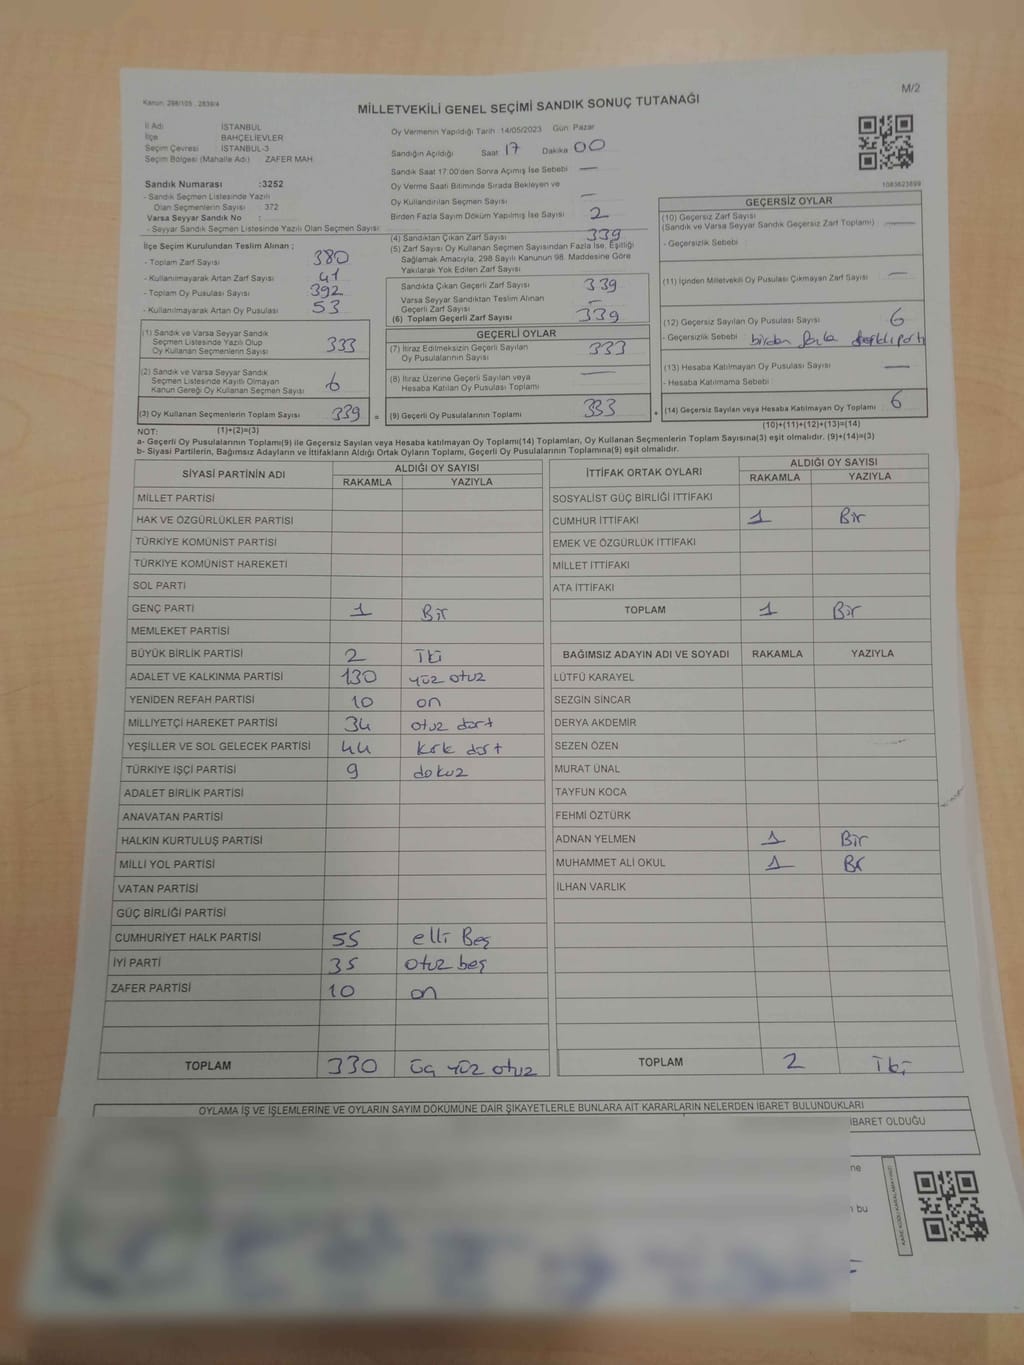 Kanun: 298/105 , 2839/4
M/2
MİLLETVEKİLİ GENEL SEÇİMİ SANDIK SONUÇ TUTANAĞI
İl Adı : İSTANBUL
İlçe : BAHÇELİEVLER
Seçim Çevresi : İSTANBUL-3
Seçim Bölgesi (Mahalle Adı) ZAFER MAH.
Oy Vermenin Yapıldığı Tarih 14/05/2023 Gün: Pazar
Sandığın Açıldığı Saat 17 Dakika 00
Sandık Saat 17:00'den Sonra Açımış İse Sebebi —
Oy Verme Saati Bitiminde Sırada Bekleyen ve
Oy Kullandırılan Seçmen Sayısı —
Birden Fazla Sayım Döküm Yapılmış İse Sayısı 2
1083623899
Sandık Numarası :3252
- Sandık Seçmen Listesinde Yazılı
Olan Seçmenlerin Sayısı : 372
Varsa Seyyar Sandık No :
- Seyyar Sandık Seçmen Listesinde Yazılı Olan Seçmen Sayısı:
İlçe Seçim Kurulundan Teslim Alınan ;
- Toplam Zarf Sayısı 380
- Kullanılmayarak Artan Zarf Sayısı 41
- Toplam Oy Pusulası Sayısı 392
- Kullanılmayarak Artan Oy Pusulası 53
(4) Sandıktan Çıkan Zarf Sayısı 339
(5) Zarf Sayısı Oy Kullanan Seçmen Sayısından Fazla İse, Eşitliği
Sağlamak Amacıyla, 298 Sayılı Kanunun 98. Maddesine Göre
Yakılarak Yok Edilen Zarf Sayısı
Sandıkta Çıkan Geçerli Zarf Sayısı 339
Varsa Seyyar Sandıktan Teslim Alınan
Geçerli Zarf Sayısı —
(6) Toplam Geçerli Zarf Sayısı 339
GEÇERSİZ OYLAR
(10) Geçersiz Zarf Sayısı
(Sandık ve Varsa Seyyar Sandık Geçersiz Zarf Toplamı) —
- Geçersizlik Sebebi :
(11) İçinden Milletvekili Oy Pusulası Çıkmayan Zarf Sayısı —
(12) Geçersiz Sayılan Oy Pusulası Sayısı 6
- Geçersizlik Sebebi birden fazla
(13) Hesaba Katılmayan Oy Pusulası Sayısı —
- Hesaba Katılmama Sebebi :
(14) Geçersiz Sayılan veya Hesaba Katılmayan Oy Toplamı 6
(10)+(11)+(12)+(13)=(14)
(1) Sandık ve Varsa Seyyar Sandık
Seçmen Listesinde Yazılı Olup
Oy Kullanan Seçmenlerin Sayısı 333
(2) Sandık ve Varsa Seyyar Sandık
Seçmen Listesinde Kayıtlı Olmayan
Kanun Gereği Oy Kullanan Seçmen Sayısı 6
(3) Oy Kullanan Seçmenlerin Toplam Sayısı 339 =
(1)+(2)=(3)
GEÇERLİ OYLAR
(7) İtiraz Edilmeksizin Geçerli Sayılan
Oy Pusulalarının Sayısı 333
(8) İtiraz Üzerine Geçerli Sayılan veya
Hesaba Katılan Oy Pusulası Toplamı —
(9) Geçerli Oy Pusulalarının Toplamı 333 +
NOT:
a- Geçerli Oy Pusulalarının Toplamı(9) ile Geçersiz Sayılan veya Hesaba katılmayan Oy Toplamı(14) Toplamları, Oy Kullanan Seçmenlerin Toplam Sayısına(3) eşit olmalıdır. (9)+(14)=(3)
b- Siyasi Partilerin, Bağımsız Adayların ve İttifakların Aldığı Ortak Oyların Toplamı, Geçerli Oy Pusulalarının Toplamına(9) eşit olmalıdır.
SİYASİ PARTİNİN ADI ALDIĞI OY SAYISI
RAKAMLA YAZIYLA
MİLLET PARTİSİ
HAK VE ÖZGÜRLÜKLER PARTİSİ
TÜRKİYE KOMÜNİST PARTİSİ
TÜRKİYE KOMÜNİST HAREKETİ
SOL PARTİ
GENÇ PARTİ 1 Bir
MEMLEKET PARTİSİ
BÜYÜK BİRLİK PARTİSİ 2 İki
ADALET VE KALKINMA PARTİSİ 130 yüz otuz
YENİDEN REFAH PARTİSİ 10 on
MİLLİYETÇİ HAREKET PARTİSİ 34 otuz dört
YEŞİLLER VE SOL GELECEK PARTİSİ 44 kırk dört
TÜRKİYE İŞÇİ PARTİSİ 9 dokuz
ADALET BİRLİK PARTİSİ
ANAVATAN PARTİSİ
HALKIN KURTULUŞ PARTİSİ
MİLLİ YOL PARTİSİ
VATAN PARTİSİ
GÜÇ BİRLİĞİ PARTİSİ
CUMHURİYET HALK PARTİSİ 55 elli Beş
İYİ PARTİ 35 otuz beş
ZAFER PARTİSİ 10 on
TOPLAM 330 üç yüz otuz
İTTİFAK ORTAK OYLARI ALDIĞI OY SAYISI
RAKAMLA YAZIYLA
SOSYALİST GÜÇ BİRLİĞİ İTTİFAKI
CUMHUR İTTİFAKI 1 Bir
EMEK VE ÖZGÜRLÜK İTTİFAKI
MİLLET İTTİFAKI
ATA İTTİFAKI
TOPLAM 1 Bir
BAĞIMSIZ ADAYIN ADI VE SOYADI RAKAMLA YAZIYLA
LÜTFÜ KARAYEL
SEZGİN SİNCAR
DERYA AKDEMİR
SEZEN ÖZEN
MURAT ÜNAL
TAYFUN KOCA
FEHMİ ÖZTÜRK
ADNAN YELMEN 1 Bir
MUHAMMET ALİ OKUL 1 Bir
İLHAN VARLIK
TOPLAM 2 İki
OYLAMA İŞ VE İŞLEMLERİNE VE OYLARIN SAYIM DÖKÜMÜNE DAİR ŞİKAYETLERLE BUNLARA AİT KARARLARIN NELERDEN İBARET BULUNDUKLARI
İBARET OLDUĞU
ne
bu
KARE KODU KARALAMAYINIZ!